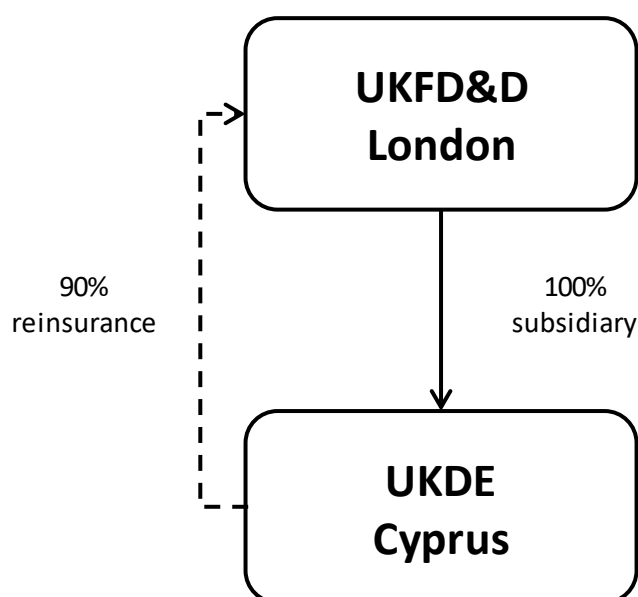 UKFD&D
London
90%
reinsurance
100%
subsidiary
UKDE
Cyprus